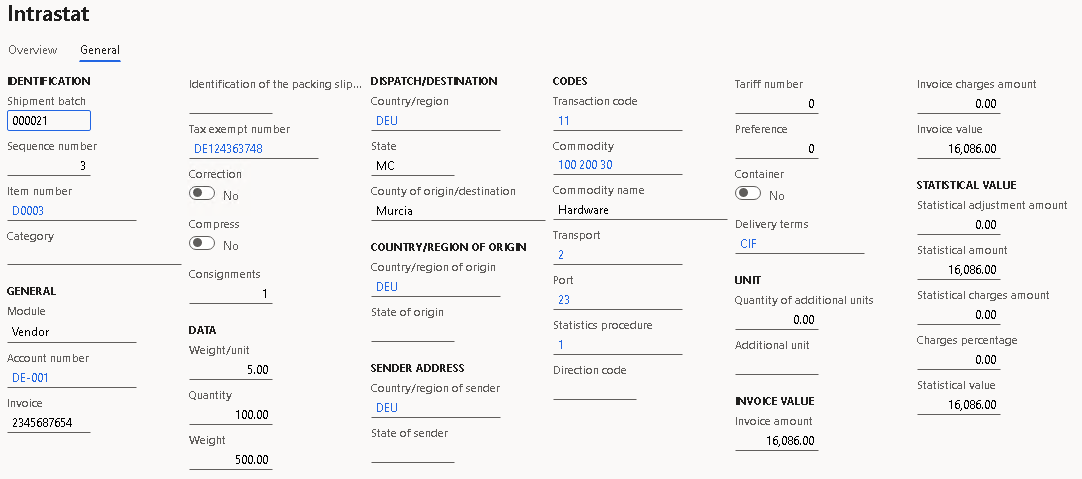 Intrastat
Overview
General
IDENTIFICATION
Shipment batch
000021
Sequence number
3
Item number
D0003
Category
GENERAL
Module
Vendor
Account number
DE-001
Invoice
2345687654
Identification of the packing slip...
Tax exempt number
DE124363748
Correction
No
Compress
No
Consignments
1
DATA
Weight/unit
5.00
Quantity
100.00
Weight
500.00
DISPATCH/DESTINATION
Country/region
DEU
State
MC
County of origin/destination
Murcia
COUNTRY/REGION OF ORIGIN
Country/region of origin
DEU
State of origin
SENDER ADDRESS
Country/region of sender
DEU
State of sender
CODES
Transaction code
11
Commodity
100 200 30
Commodity name
Hardware
Transport
2
Port
23
Statistics procedure
1
Direction code
Tariff number
0
Preference
0
Container
No
Delivery terms
CIF
UNIT
Quantity of additional units
0.00
Additional unit
INVOICE VALUE
Invoice amount
16,086.00
Invoice charges amount
0.00
Invoice value
16,086.00
STATISTICAL VALUE
Statistical adjustment amount
0.00
Statistical amount
16,086.00
Statistical charges amount
0.00
Charges percentage
0.00
Statistical value
16,086.00